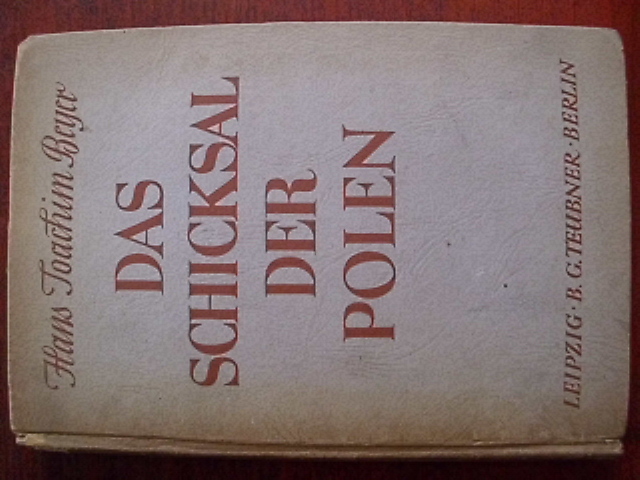 Hans Joachim Beyer
DAS
SCHICKSAL
DER
POLEN
LEIPZIG · B. G. TEUBNER · BERLIN